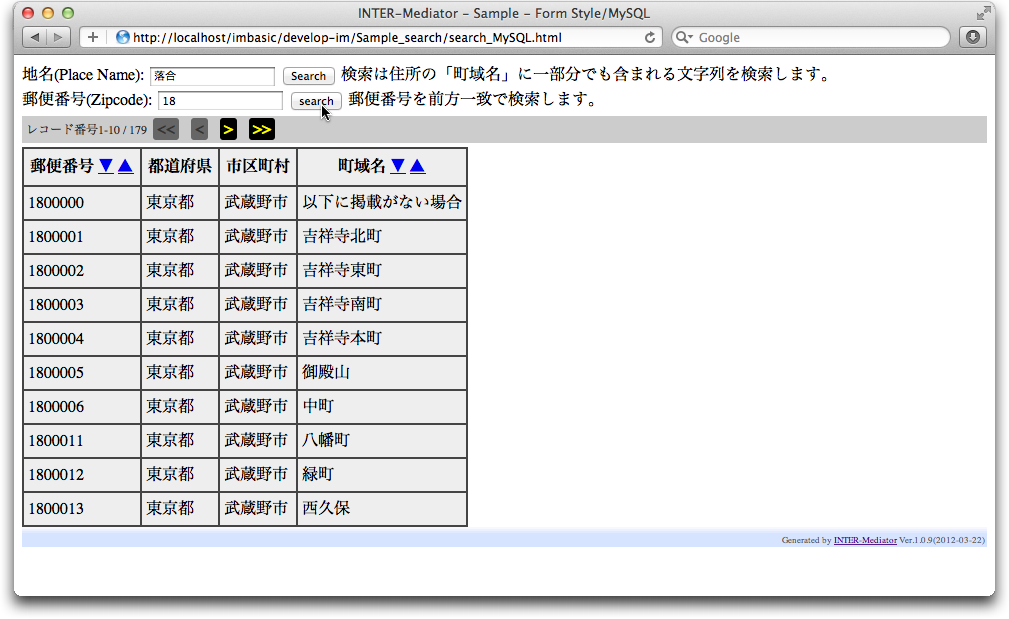 INTER-Mediator – Sample – Form Style/MySQL
http://localhost/imbasic/develop-im/Sample_search/search_MySQL.html
Google
地名(Place Name): 落合 Search 検索は住所の「町域名」に一部分でも含まれる文字列を検索します。
郵便番号(Zipcode): 18 search 郵便番号を前方一致で検索します。
レコード番号1-10 / 179 << < > >>
郵便番号 ▼ ▲ 都道府県 市区町村 町域名 ▼ ▲
1800000 東京都 武蔵野市 以下に掲載がない場合
1800001 東京都 武蔵野市 吉祥寺北町
1800002 東京都 武蔵野市 吉祥寺東町
1800003 東京都 武蔵野市 吉祥寺南町
1800004 東京都 武蔵野市 吉祥寺本町
1800005 東京都 武蔵野市 御殿山
1800006 東京都 武蔵野市 中町
1800011 東京都 武蔵野市 八幡町
1800012 東京都 武蔵野市 緑町
1800013 東京都 武蔵野市 西久保
Generated by INTER-Mediator Ver.1.0.9(2012-03-22)